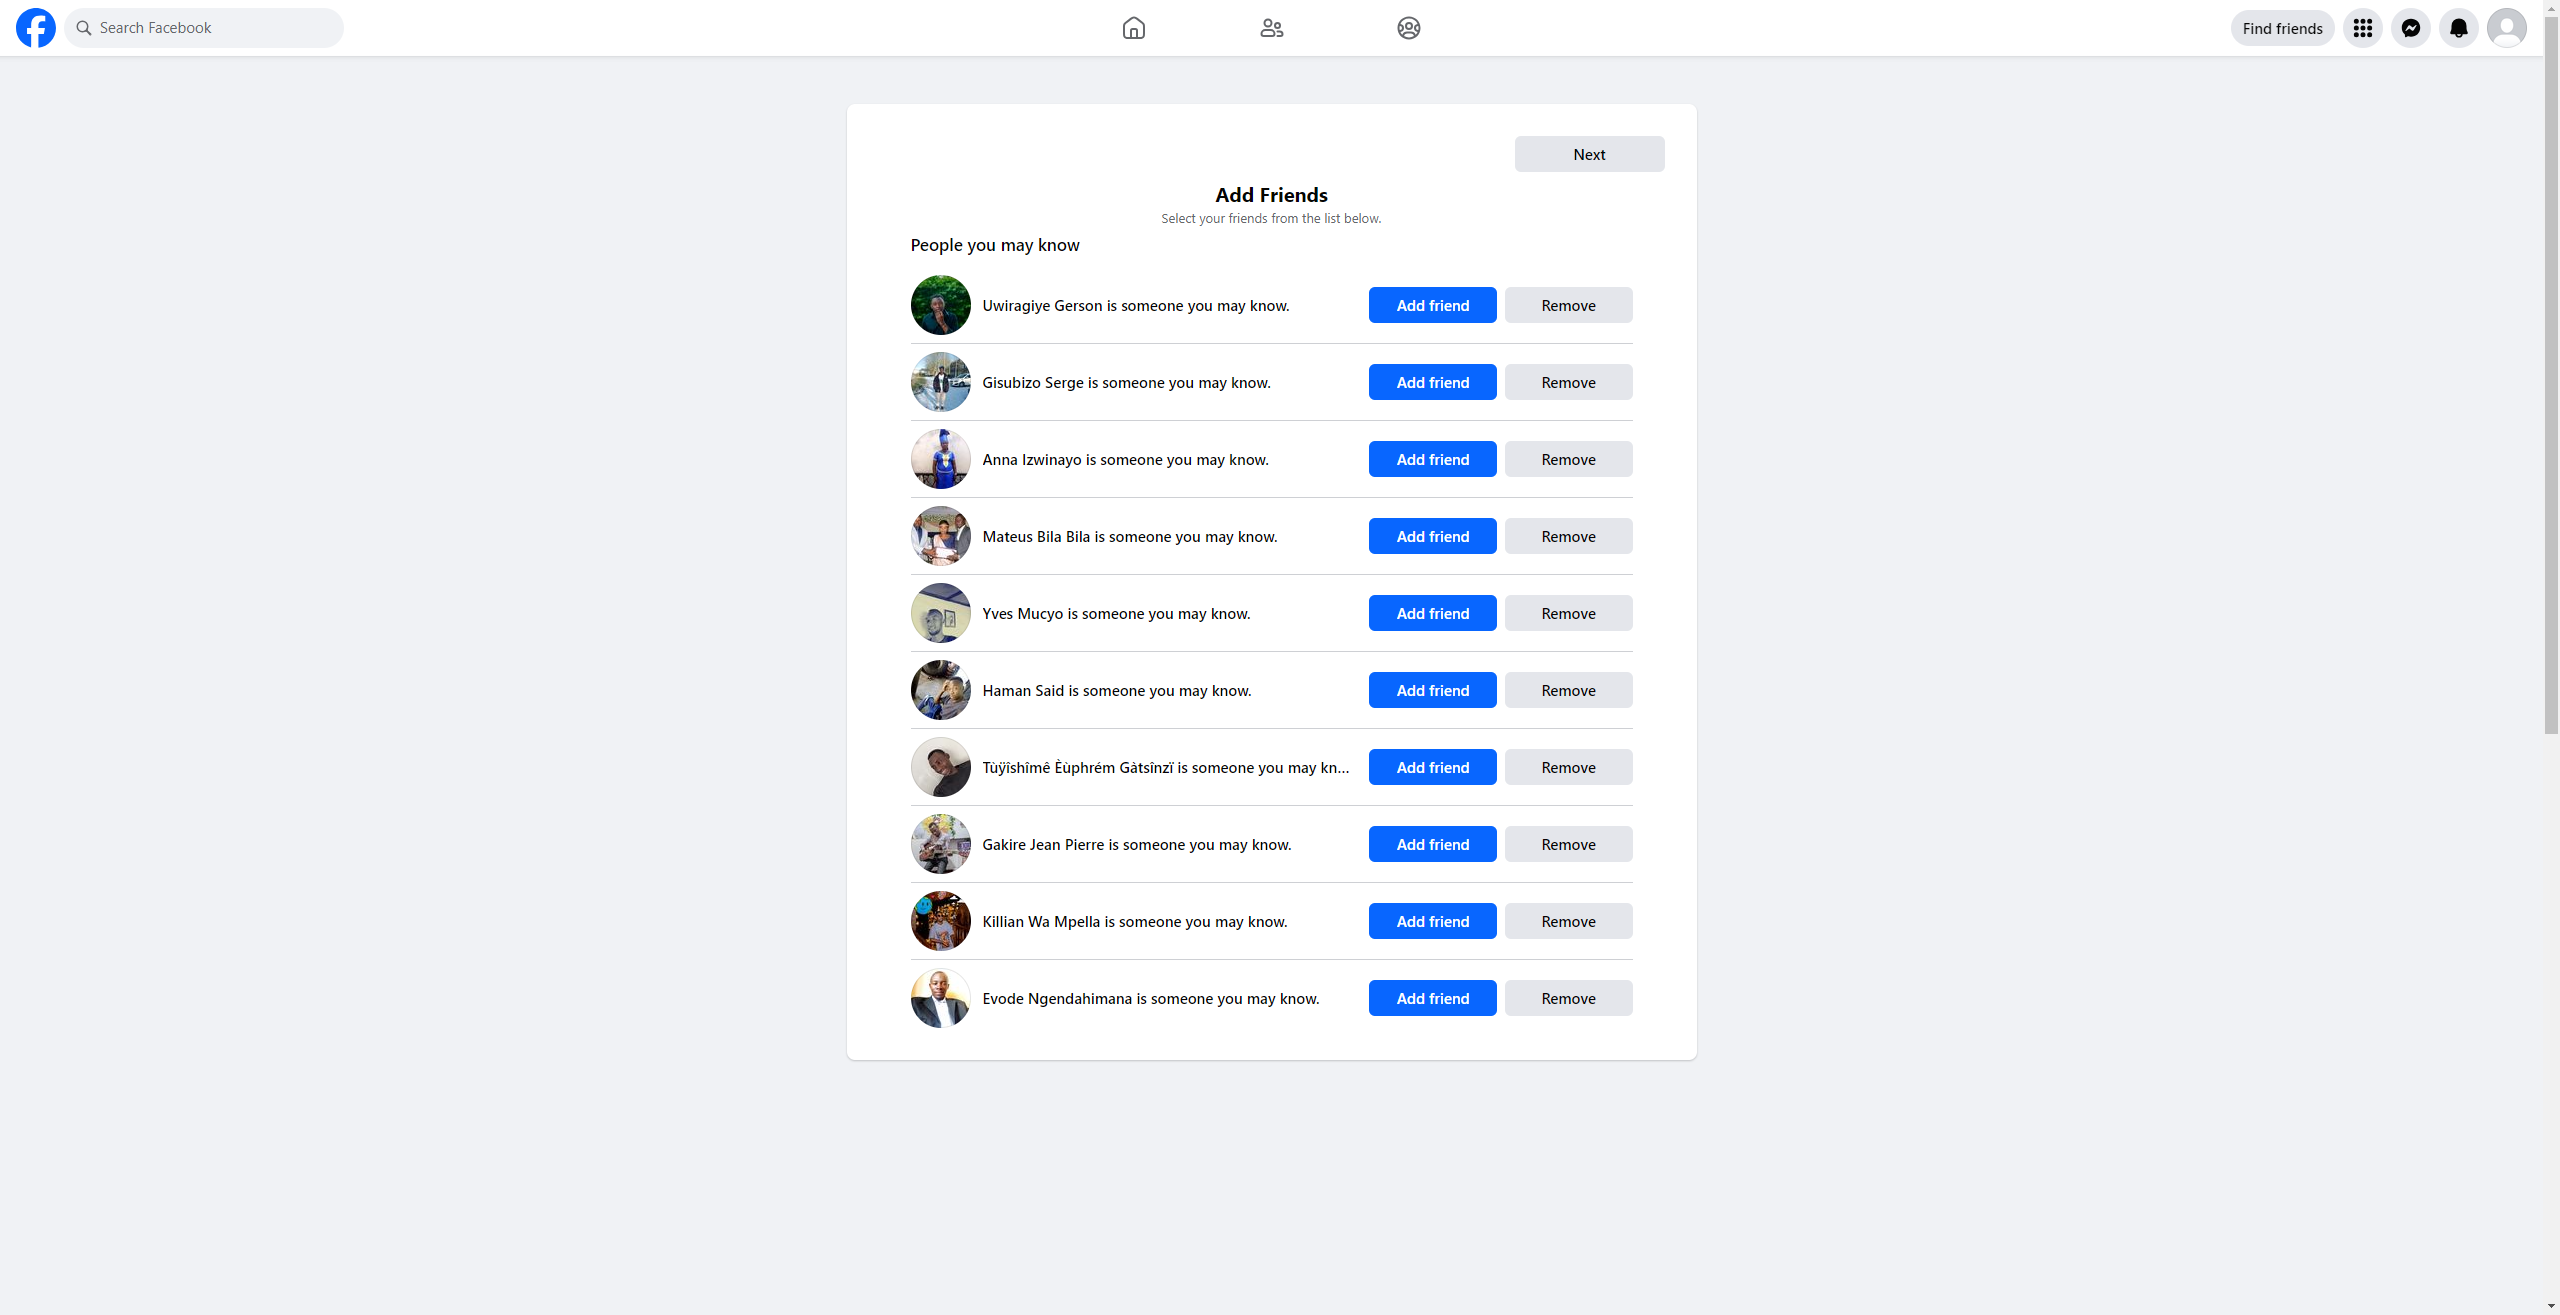 Search Facebook
Find friends
Next
Add Friends
Select your friends from the list below.
People you may know
Uwiragiye Gerson is someone you may know.
Add friend
Remove
Gisubizo Serge is someone you may know.
Add friend
Remove
Anna Izwinayo is someone you may know.
Add friend
Remove
Mateus Bila Bila is someone you may know.
Add friend
Remove
Yves Mucyo is someone you may know.
Add friend
Remove
Haman Said is someone you may know.
Add friend
Remove
Tùÿîshîmê Èùphrém Gàtsînzï is someone you may kn...
Add friend
Remove
Gakire Jean Pierre is someone you may know.
Add friend
Remove
Killian Wa Mpella is someone you may know.
Add friend
Remove
Evode Ngendahimana is someone you may know.
Add friend
Remove